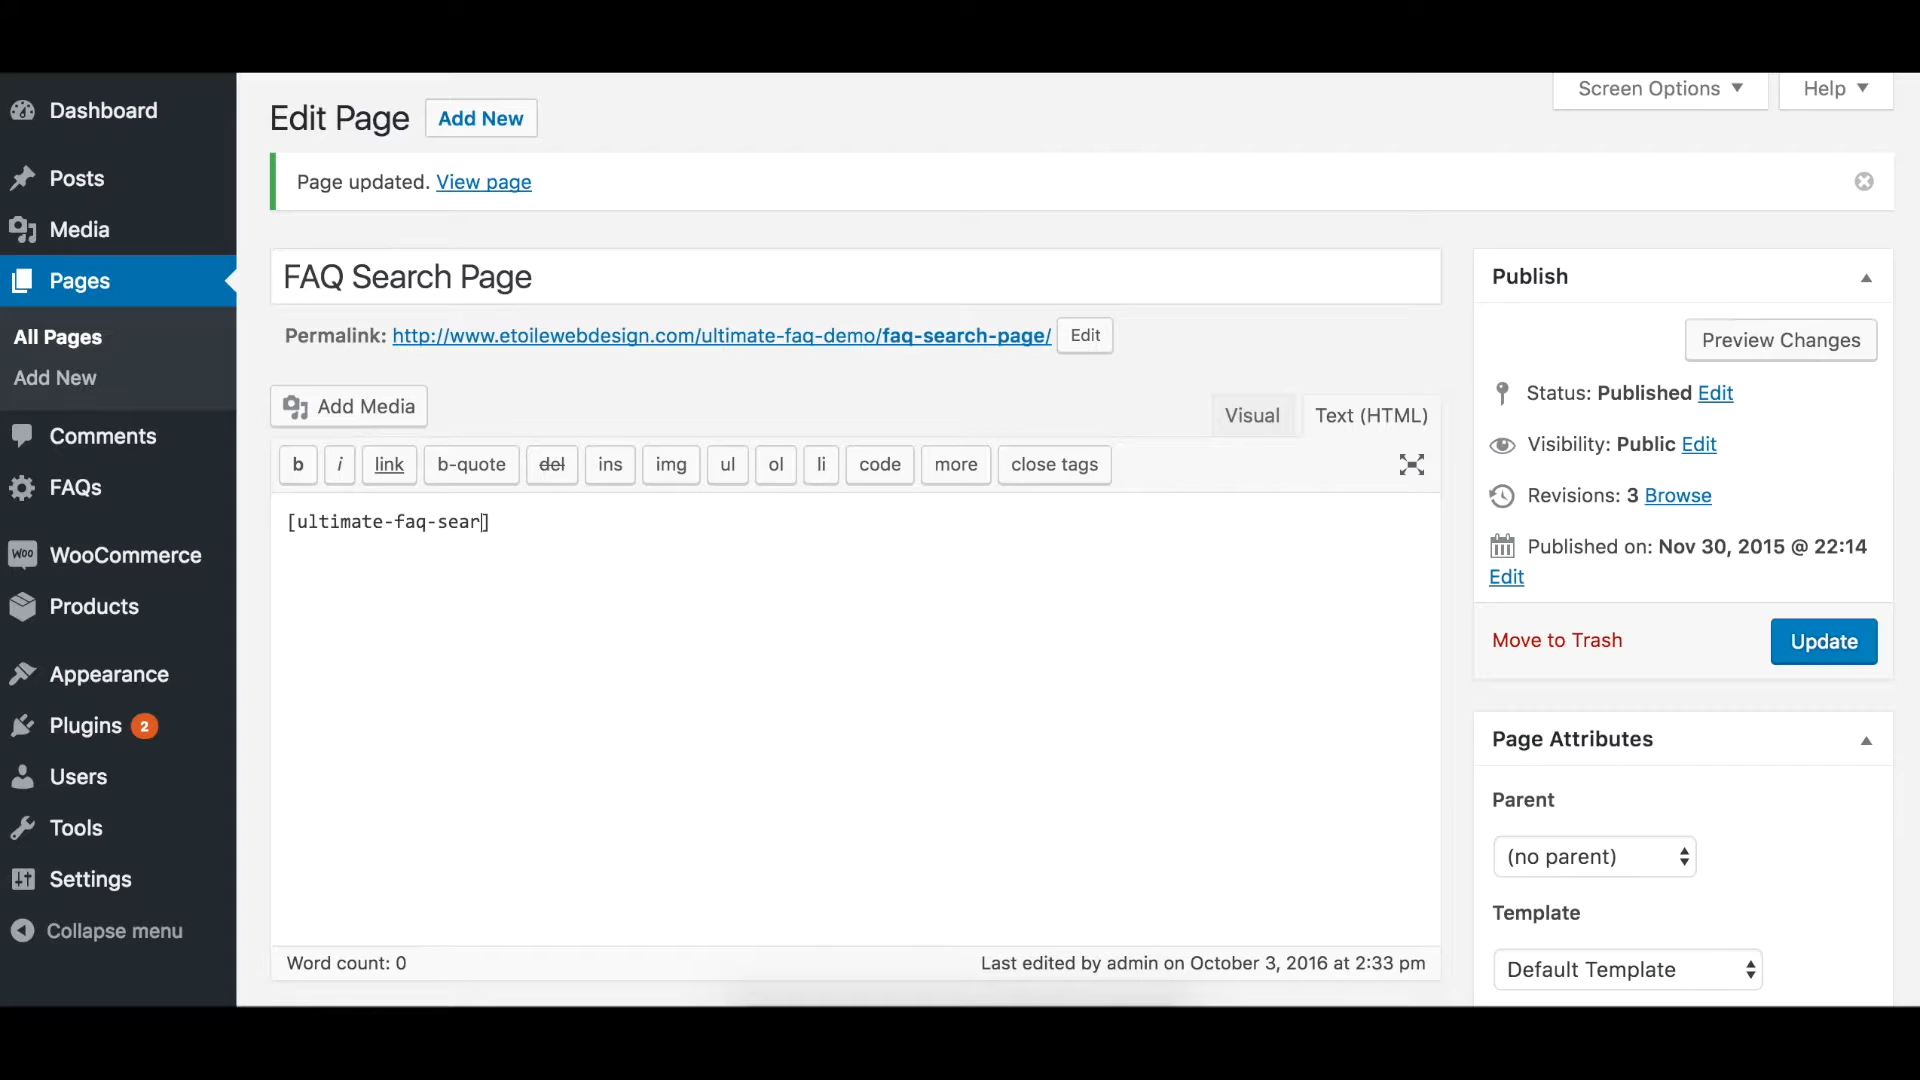 Dashboard
Posts
Media
Pages
All Pages
Add New
Comments
FAQs
WOO WooCommerce
Products
Appearance
Plugins 2
Users
Tools
Settings
Collapse menu
Screen Options
Help
Edit Page Add New
Page updated. View page
FAQ Search Page
Permalink: http://www.etoilewebdesign.com/ultimate-faq-demo/faq-search-page/ Edit
Add Media
Visual Text (HTML)
b i link b-quote del ins img ul ol li code more close tags
[ultimate-faq-sear]
Word count: 0
Last edited by admin on October 3, 2016 at 2:33 pm
Publish
Preview Changes
Status: Published Edit
Visibility: Public Edit
Revisions: 3 Browse
Published on: Nov 30, 2015 @ 22:14
Edit
Move to Trash Update
Page Attributes
Parent
(no parent)
Template
Default Template